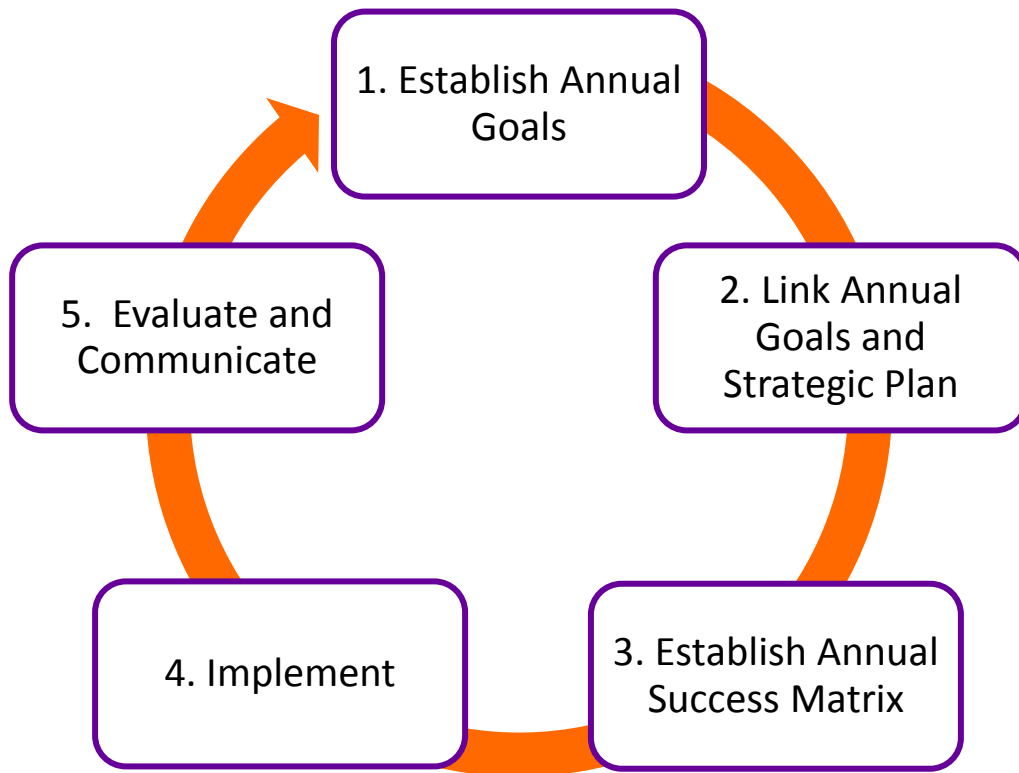 1. Establish Annual
Goals
2. Link Annual
Goals and
Strategic Plan
3. Establish Annual
Success Matrix
4. Implement
5.  Evaluate and
Communicate